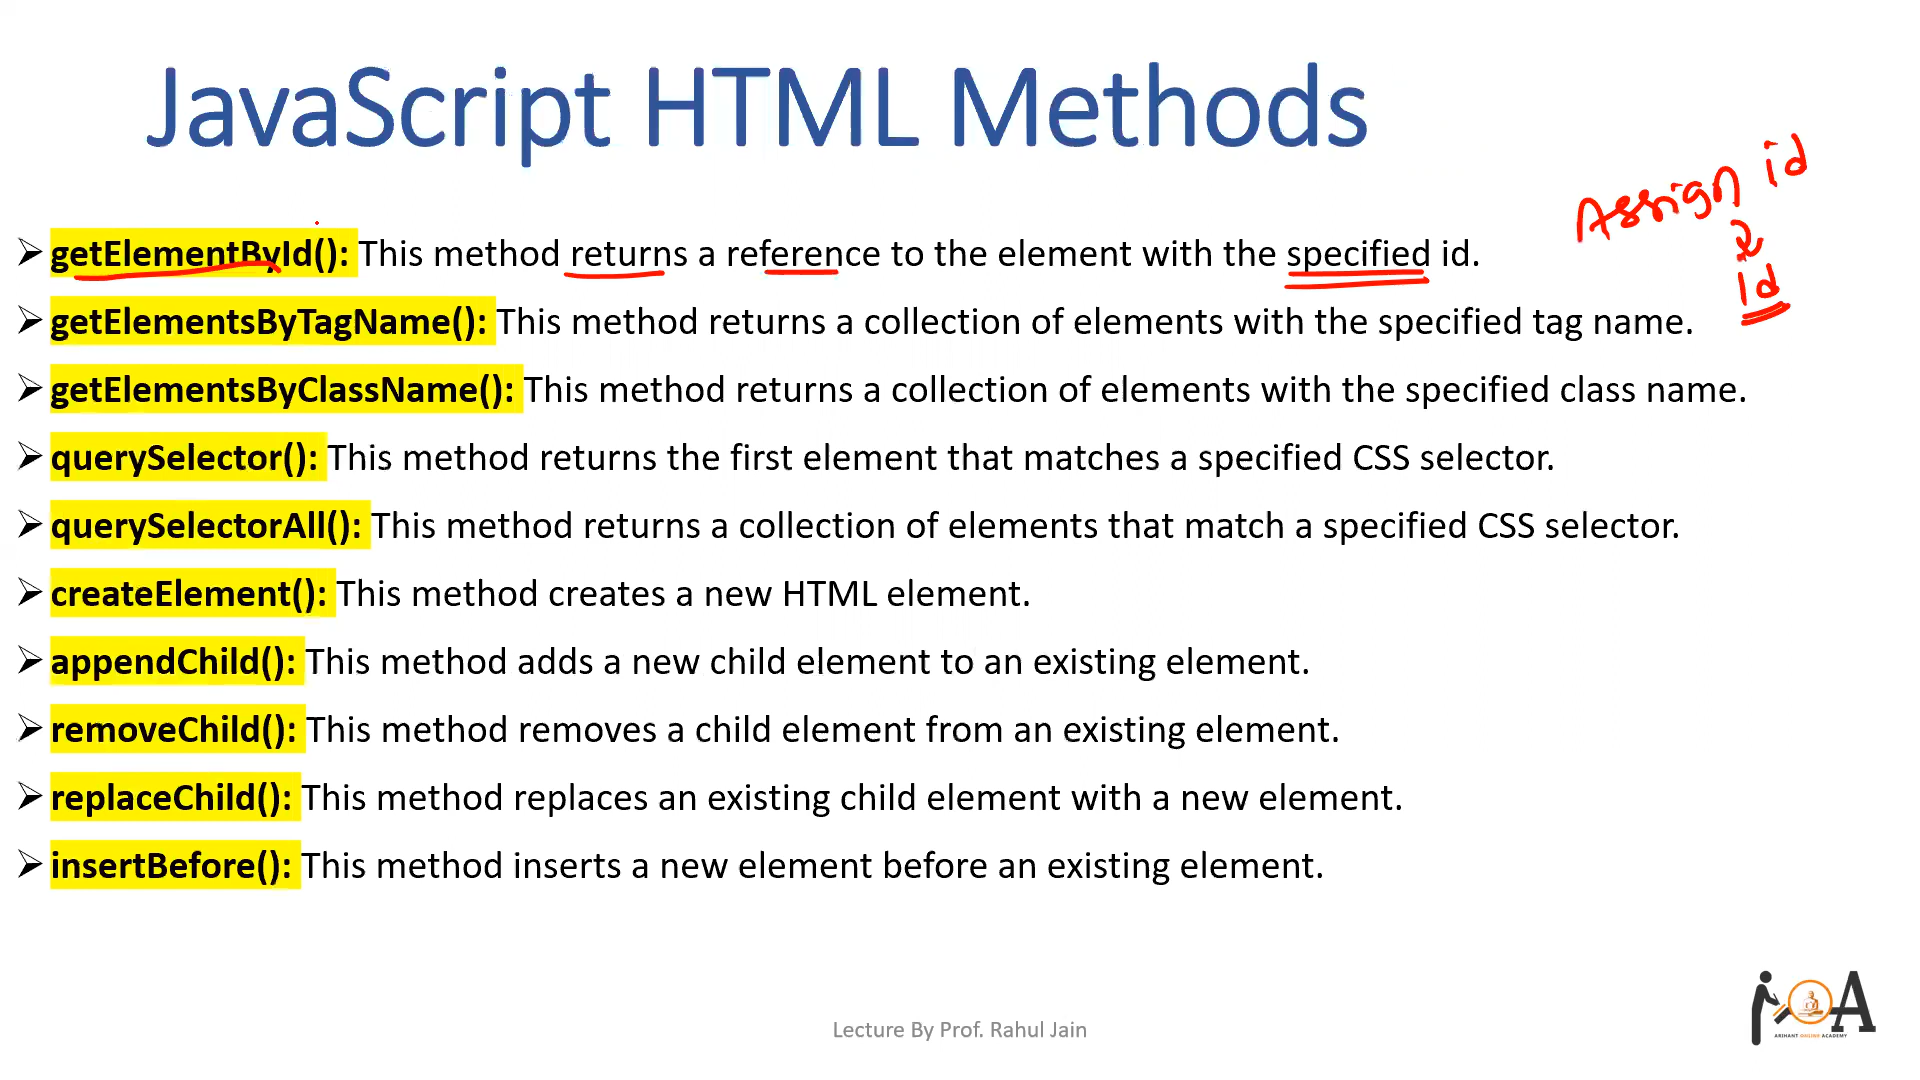 JavaScript HTML Methods
Assign id
id
➢ getElementById(): This method returns a reference to the element with the specified id.
➢ getElementsByTagName(): This method returns a collection of elements with the specified tag name.
➢ getElementsByClassName(): This method returns a collection of elements with the specified class name.
➢ querySelector(): This method returns the first element that matches a specified CSS selector.
➢ querySelectorAll(): This method returns a collection of elements that match a specified CSS selector.
➢ createElement(): This method creates a new HTML element.
➢ appendChild(): This method adds a new child element to an existing element.
➢ removeChild(): This method removes a child element from an existing element.
➢ replaceChild(): This method replaces an existing child element with a new element.
➢ insertBefore(): This method inserts a new element before an existing element.
Lecture By Prof. Rahul Jain
A
ARIHANT ONLINE ACADEMY